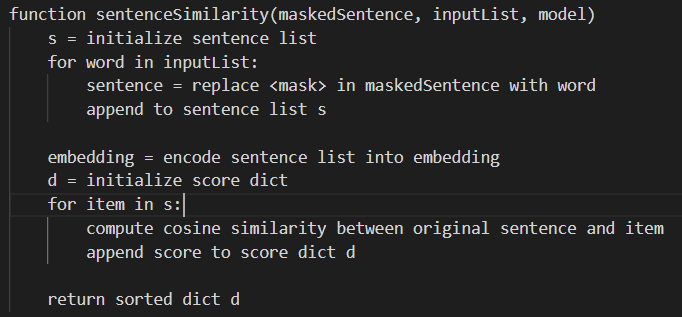 function sentenceSimilarity(maskedSentence, inputList, model)
s = initialize sentence list
for word in inputList:
sentence = replace <mask> in maskedSentence with word
append to sentence list s
embedding = encode sentence list into embedding
d = initialize score dict
for item in s:
compute cosine similarity between original sentence and item
append score to score dict d
return sorted dict d